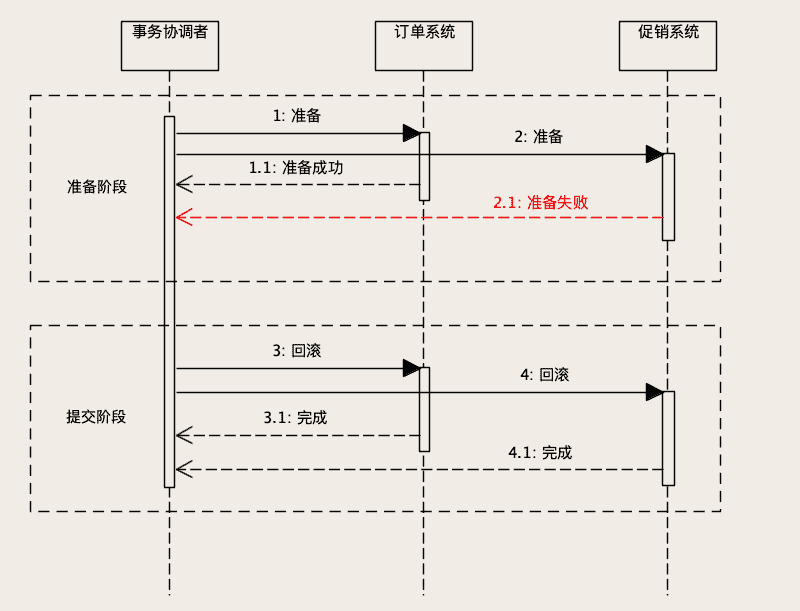 事务协调者
订单系统
促销系统
1: 准备
2: 准备
1.1: 准备成功
准备阶段
2.1: 准备失败
3: 回滚
4: 回滚
提交阶段
3.1: 完成
4.1: 完成